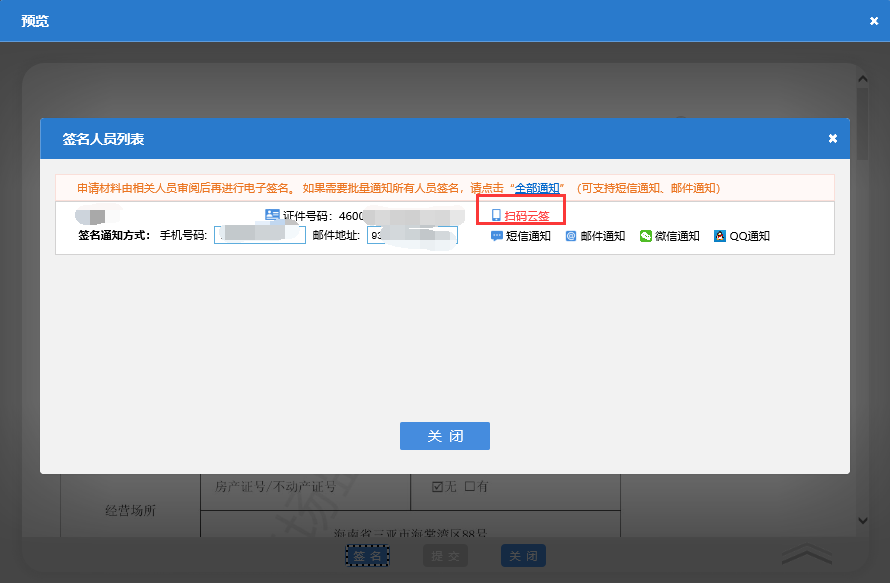 预览
签名人员列表
申请材料由相关人员审阅后再进行电子签名。 如果需要批量通知所有人员签名，请点击 “全部通知” （可支持短信通知、邮件通知）
证件号码： 4600
扫码云签
签名通知方式： 手机号码: 邮件地址: 93
短信通知 邮件通知 微信通知 QQ通知
关 闭
房产证号/不动产证号 ☑无 ☐有
经营场所
海南省三亚市海棠湾区88号
签 名 提 交 关 闭